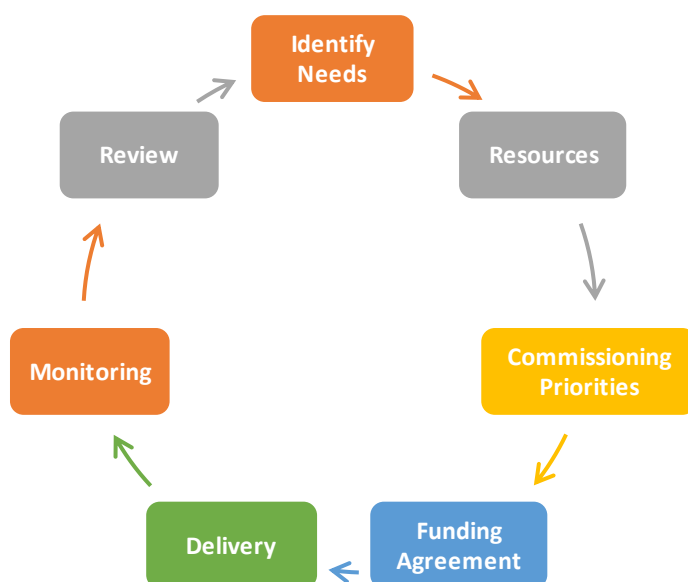 Identify
Needs
Resources
Commissioning
Priorities
Funding
Agreement
Delivery
Monitoring
Review